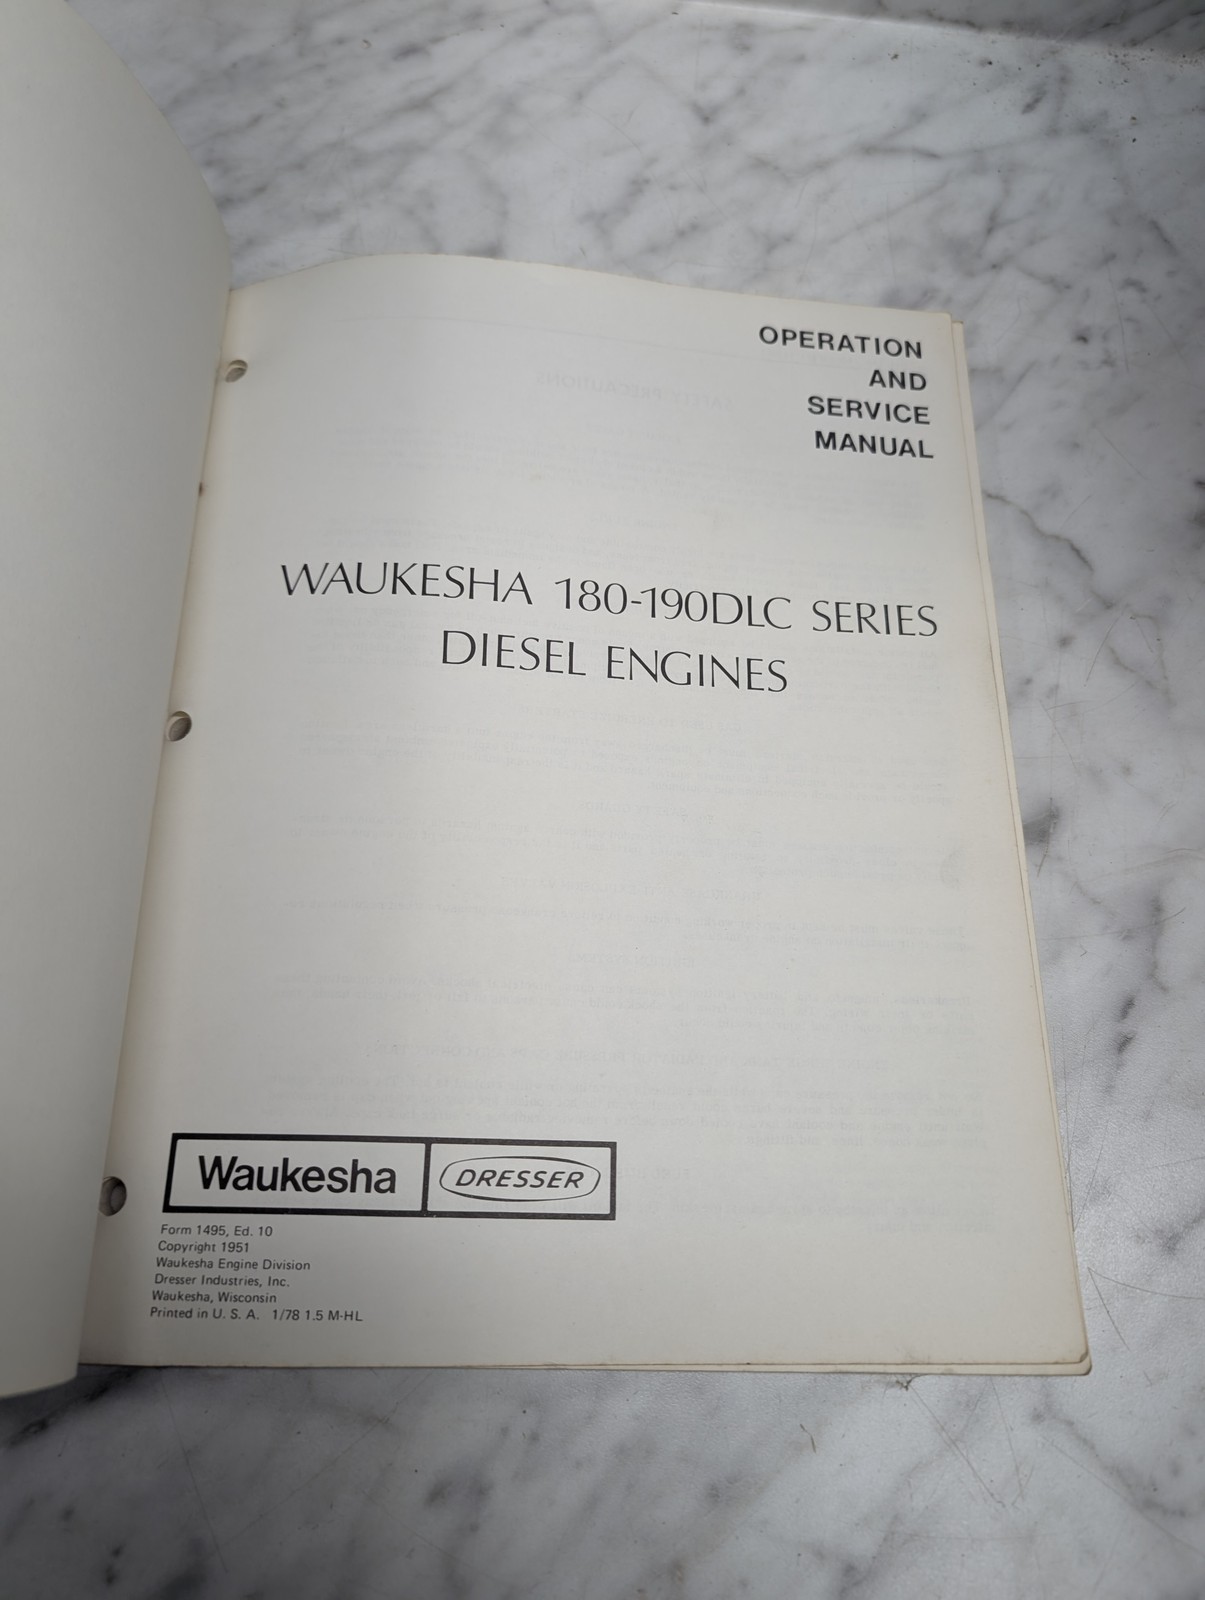 OPERATION
AND
SERVICE
MANUAL
WAUKESHA 180-190DLC SERIES
DIESEL ENGINES
Waukesha DRESSER
Form 1495, Ed. 10
Copyright 1951
Waukesha Engine Division
Dresser Industries, Inc.
Waukesha, Wisconsin
Printed in U. S. A. 1/78 1.5 M-HL